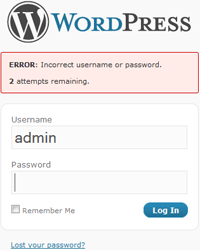 WORDPRESS
ERROR: Incorrect username or password.
2 attempts remaining.
Username
admin
Password
Remember Me
Log In
Lost your password?